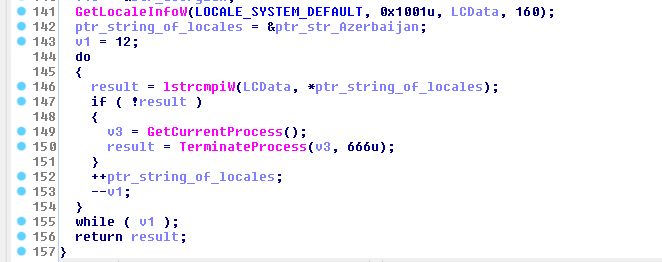 141 GetLocaleInfoW(LOCALE_SYSTEM_DEFAULT, 0x1001u, LCData, 160);
142 ptr_string_of_locales = &ptr_str_Azerbaijan;
143 v1 = 12;
144 do
145 {
146 result = lstrcmpiW(LCData, *ptr_string_of_locales);
147 if ( !result )
148 {
149 v3 = GetCurrentProcess();
150 result = TerminateProcess(v3, 666u);
151 }
152 ++ptr_string_of_locales;
153 --v1;
154 }
155 while ( v1 );
156 return result;
157 }